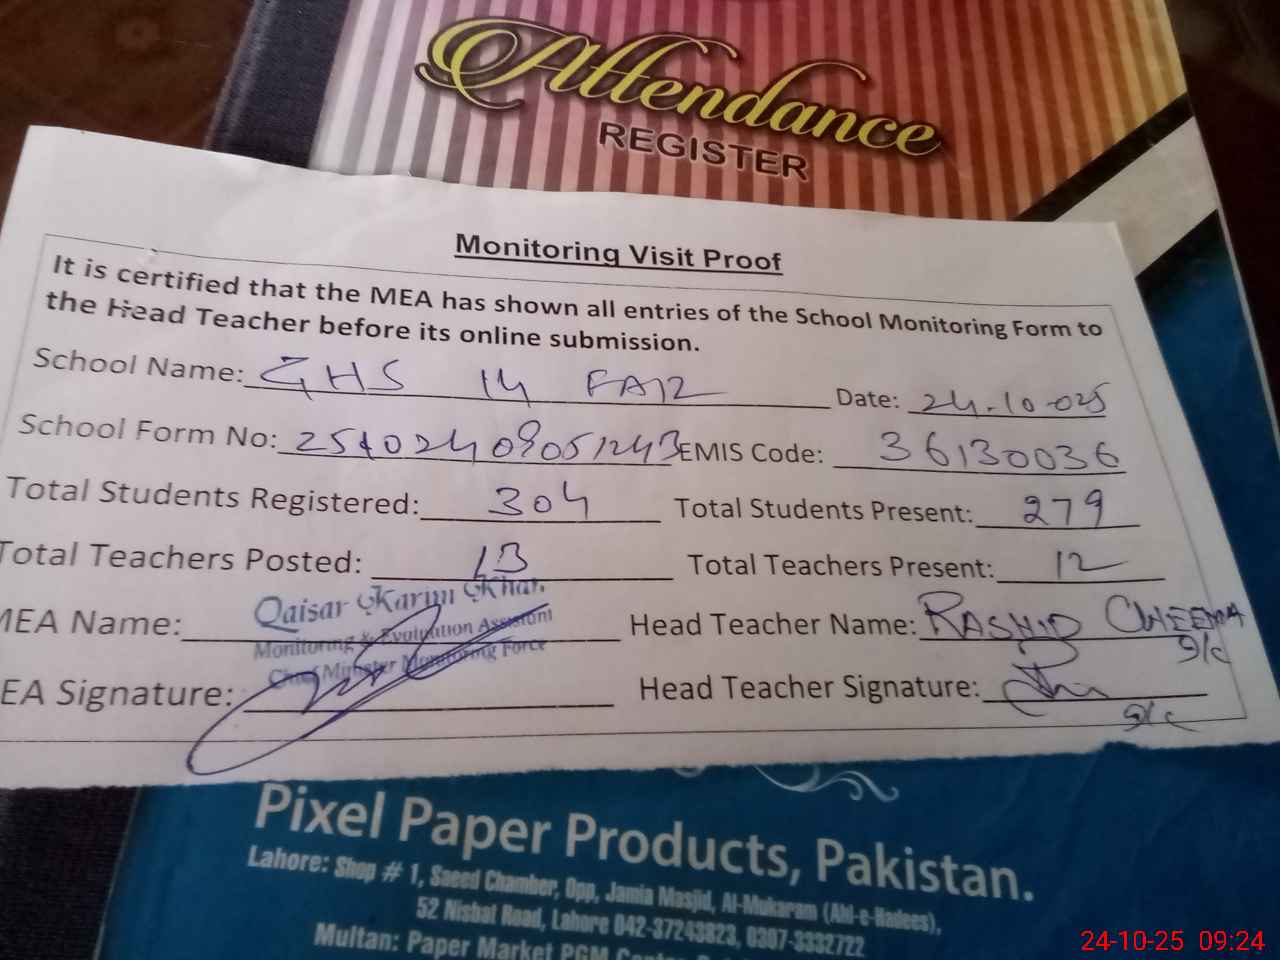 Attendance
REGISTER
Monitoring Visit Proof
It is certified that the MEA has shown all entries of the School Monitoring Form to
the Head Teacher before its online submission.
School Name: GHS 14 FAIZ Date: 24.10.025
School Form No: EMIS Code: 36130036
Total Students Registered: 304 Total Students Present: 279
Total Teachers Posted: 13 Total Teachers Present: 12
MEA Name: Qaisar Karim Khan Head Teacher Name: RASHID CHEEMA
Monitoring & Evaluation Assistant
Chief Minister Monitoring Force
EA Signature: Head Teacher Signature:
Pixel Paper Products, Pakistan.
Lahore: Shop # 1, Saeed Chamber, Opp, Jamia Masjid, Al-Mukaram (Ahl-e-Hadees),
52 Nisbat Road, Lahore 042-37243823, 0307-3332722
Multan: Paper Market PGM
24-10-25 09:24